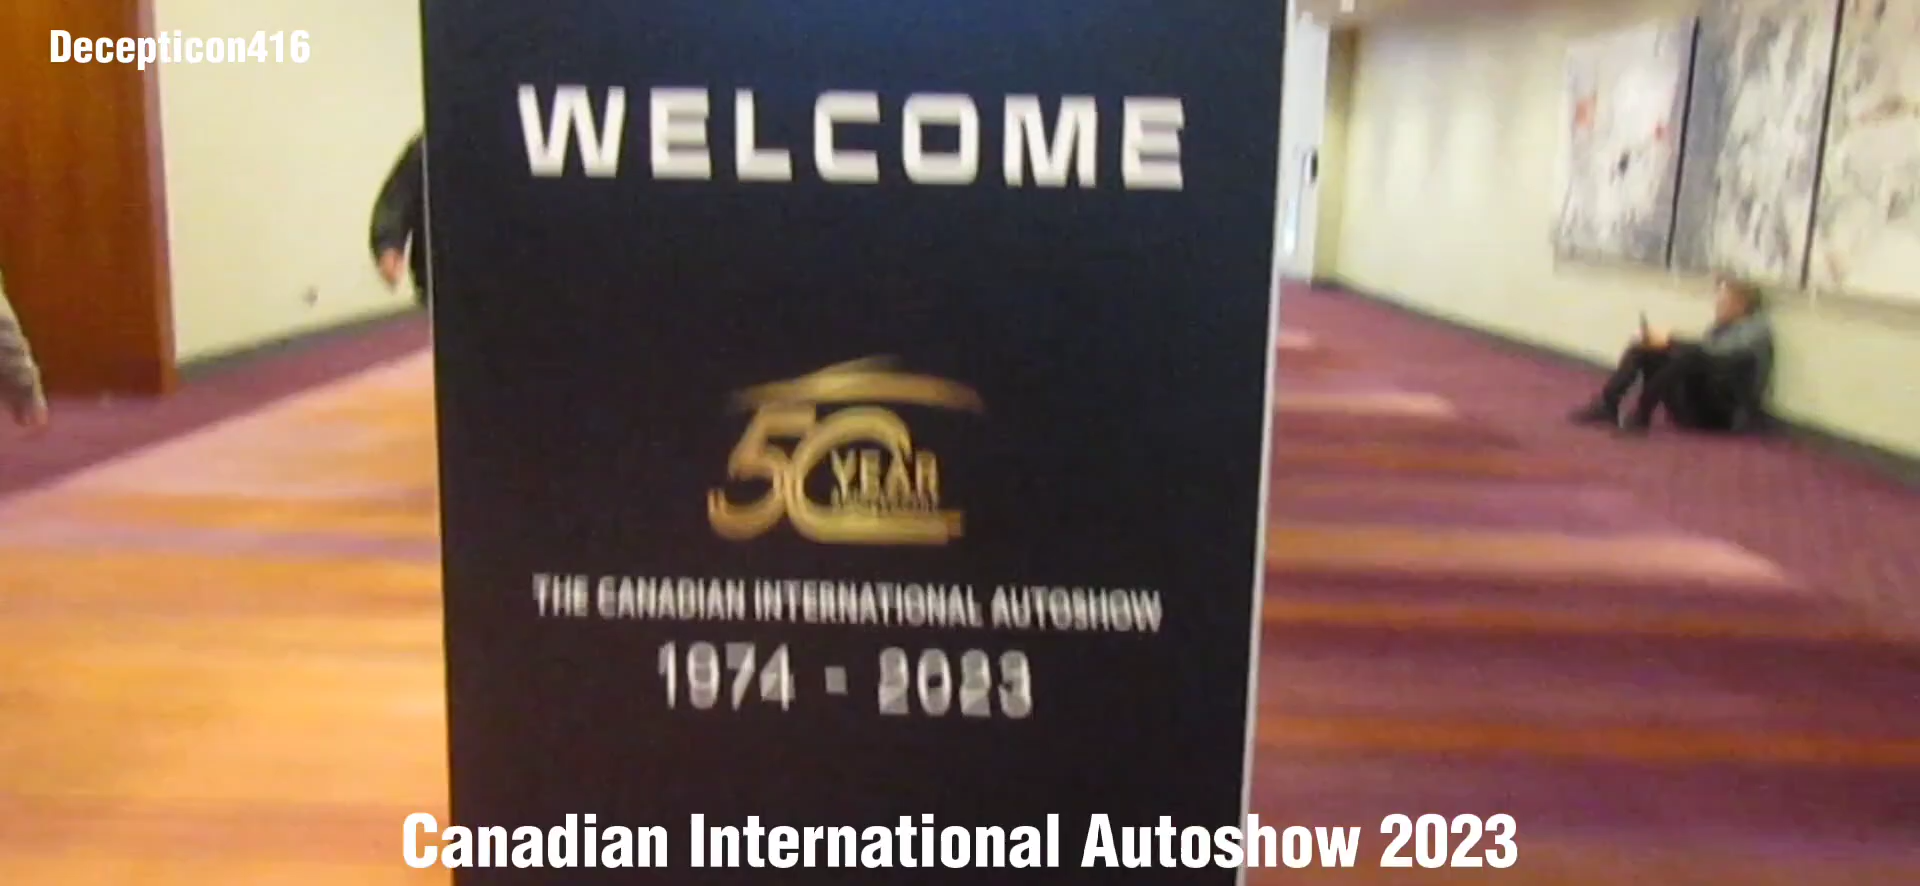 Decepticon416
WELCOME
50
YEAR
THE CANADIAN INTERNATIONAL AUTOSHOW
1974 - 2023
Canadian International Autoshow 2023